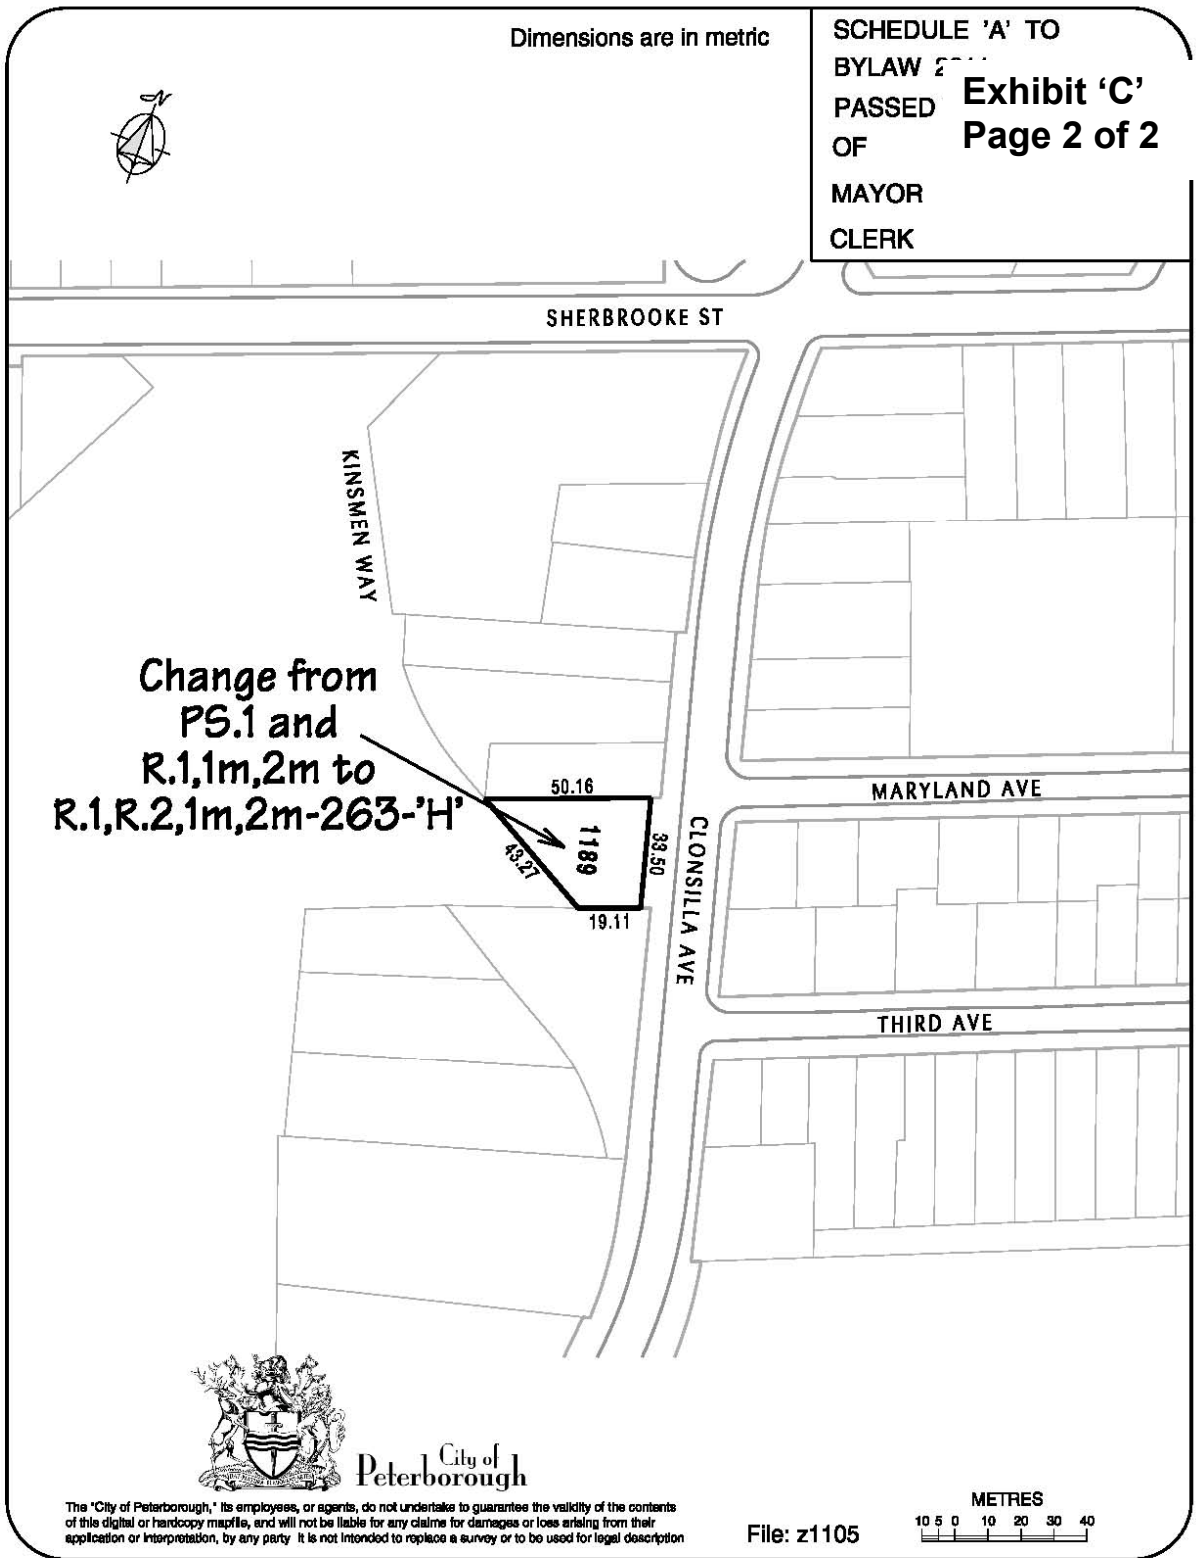 Dimensions are in metric
SCHEDULE 'A' TO
BYLAW
PASSED
OF
MAYOR
CLERK
Exhibit ‘C’
Page 2 of 2
N
SHERBROOKE ST
KINSMEN WAY
Change from
PS.1 and
R.1,1m,2m to
R.1,R.2,1m,2m-263-'H'
50.16
1189
43.27
33.50
19.11
CLONSILLA AVE
MARYLAND AVE
THIRD AVE
City of
Peterborough
The "City of Peterborough," its employees, or agents, do not undertake to guarantee the validity of the contents
of this digital or hardcopy mapfile, and will not be liable for any claims for damages or loss arising from their
application or interpretation, by any party It is not intended to replace a survey or to be used for legal description
File: z1105
METRES
10 5 0 10 20 30 40